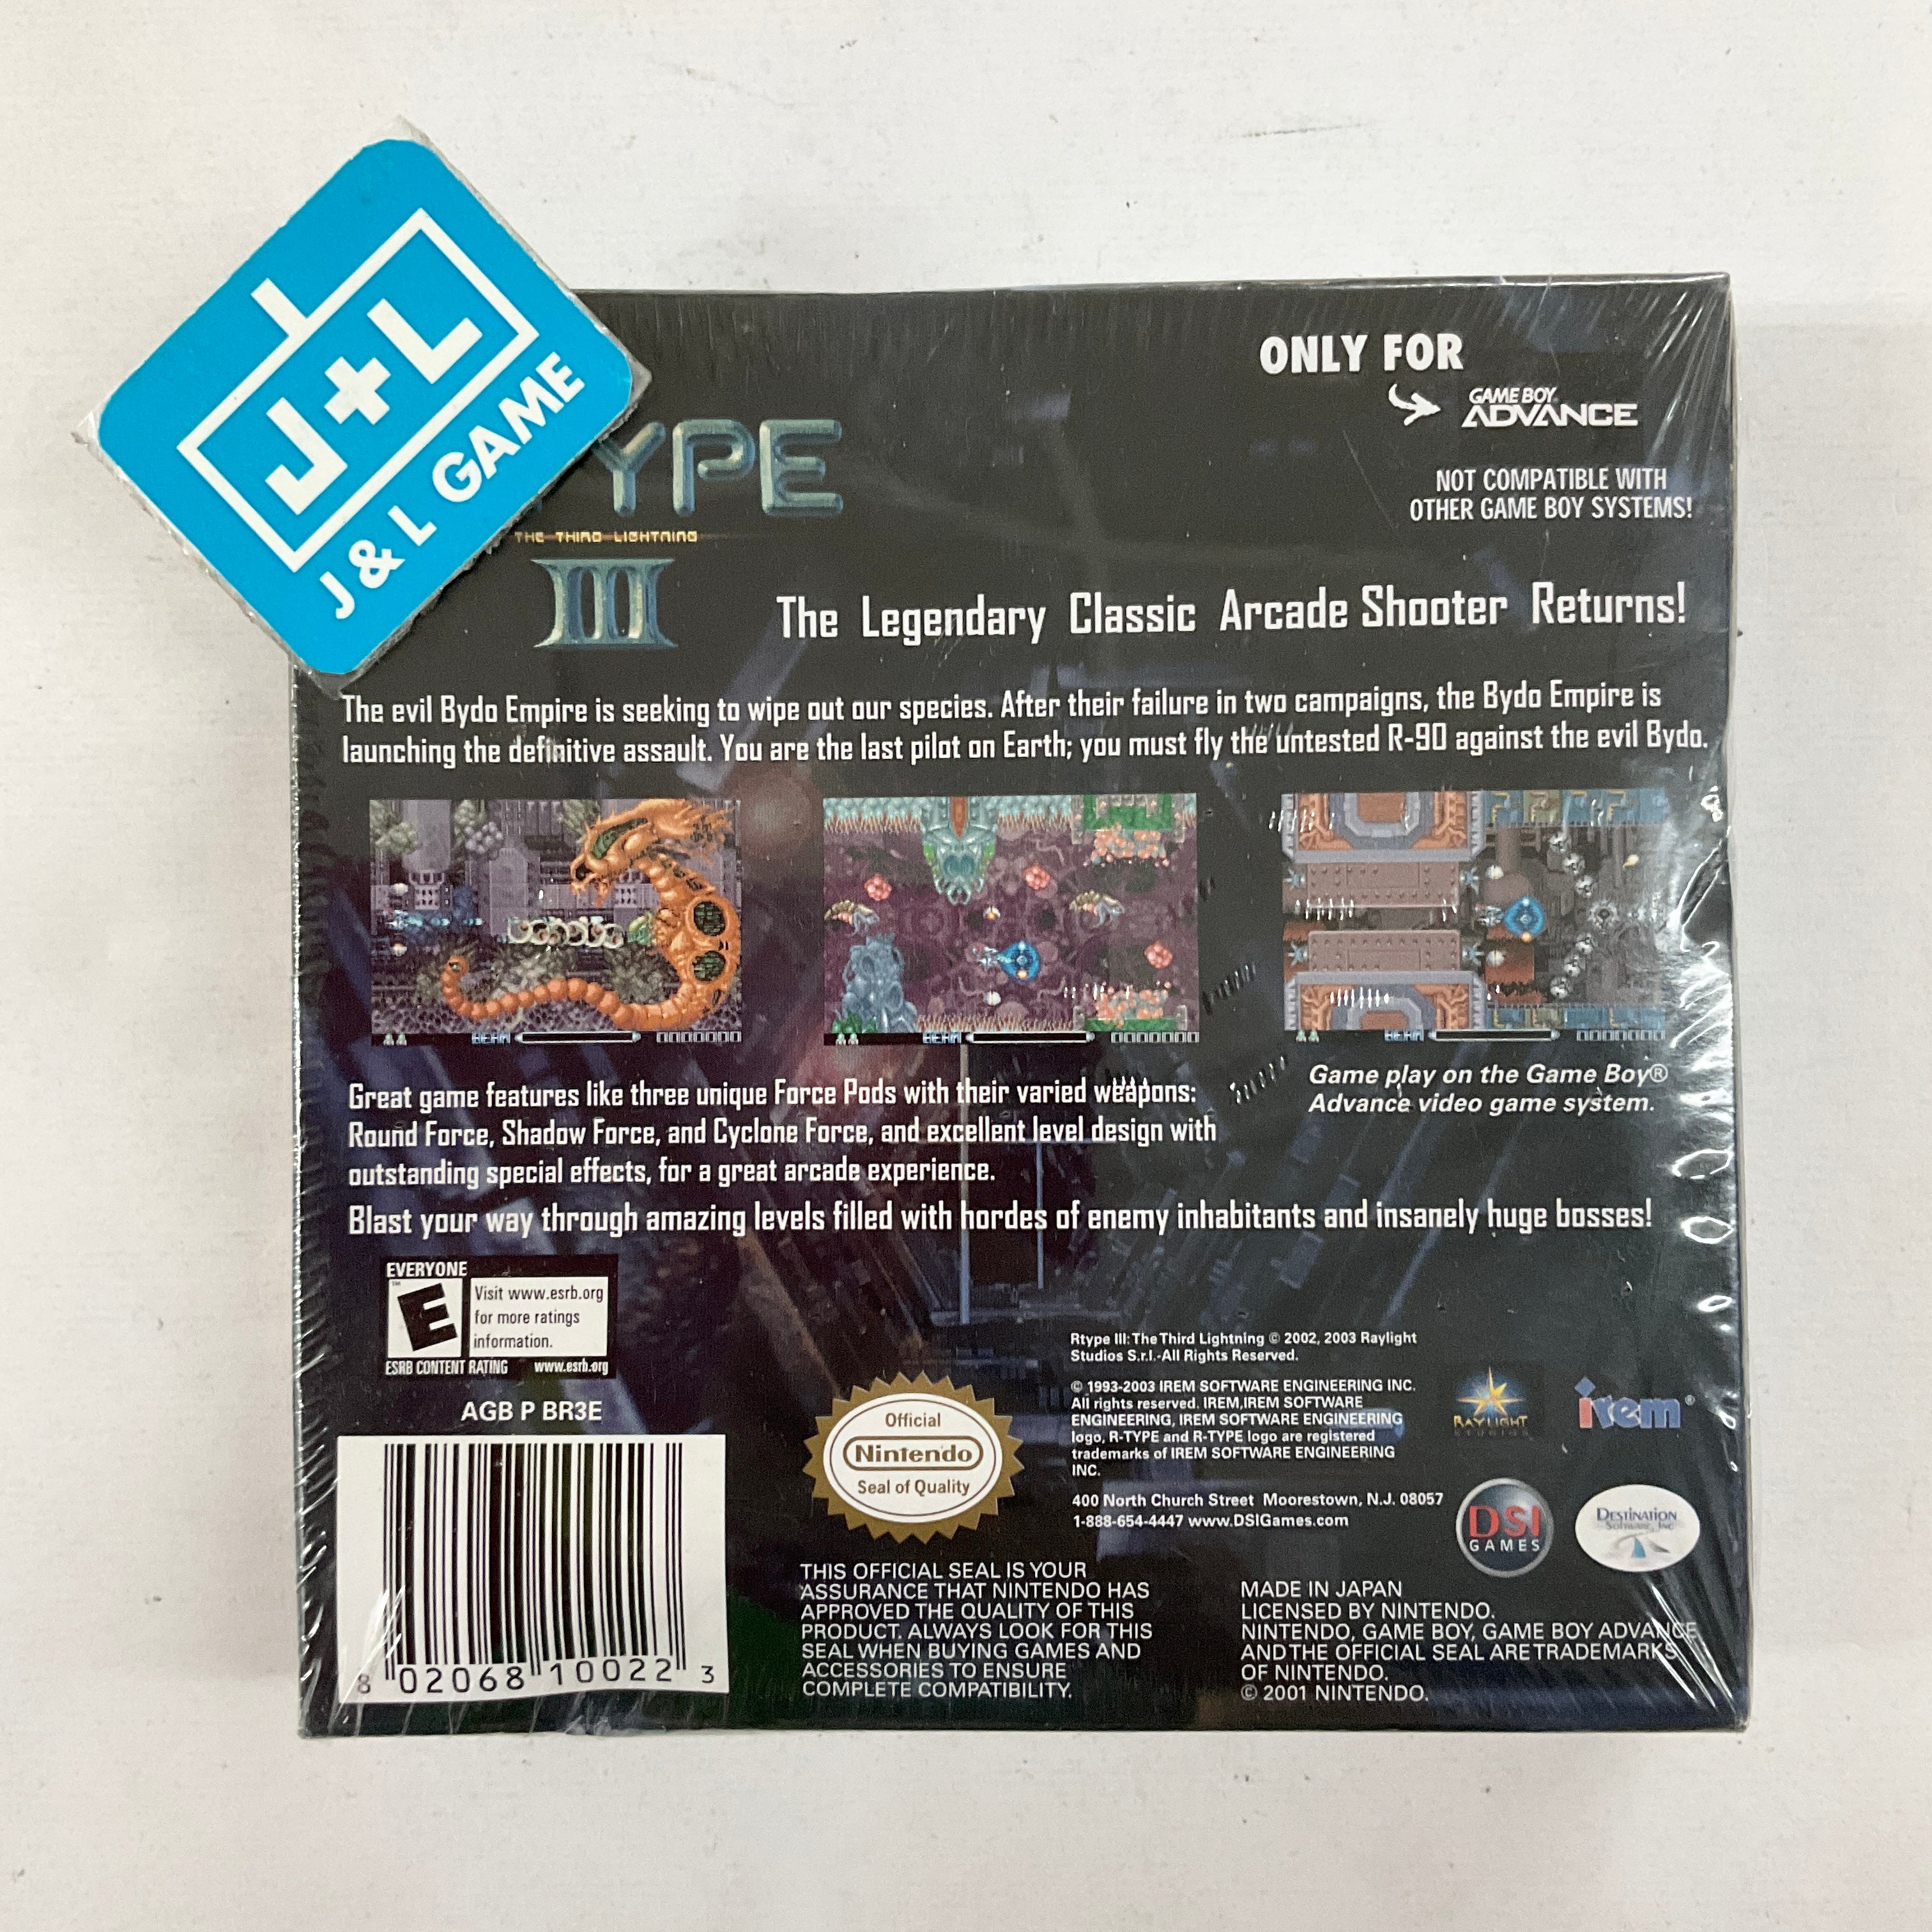 J+L
J & L GAME
TYPE
THE THIRD LIGHTNING
III
ONLY FOR
GAME BOY
ADVANCE
NOT COMPATIBLE WITH
OTHER GAME BOY SYSTEMS!
The Legendary Classic Arcade Shooter Returns!
The evil Bydo Empire is seeking to wipe out our species. After their failure in two campaigns, the Bydo Empire is
launching the definitive assault. You are the last pilot on Earth; you must fly the untested R-90 against the evil Bydo.
BEAM 0000000
BEAM 0000000
BEAM 0000000
Game play on the Game Boy®
Advance video game system.
Great game features like three unique Force Pods with their varied weapons:
Round Force, Shadow Force, and Cyclone Force, and excellent level design with
outstanding special effects, for a great arcade experience.
Blast your way through amazing levels filled with hordes of enemy inhabitants and insanely huge bosses!
EVERYONE
E
Visit www.esrb.org
for more ratings
information.
ESRB CONTENT RATING www.esrb.org
AGB P BR3E
8 02068 10022 3
Official
Nintendo
Seal of Quality
THIS OFFICIAL SEAL IS YOUR
ASSURANCE THAT NINTENDO HAS
APPROVED THE QUALITY OF THIS
PRODUCT. ALWAYS LOOK FOR THIS
SEAL WHEN BUYING GAMES AND
ACCESSORIES TO ENSURE
COMPLETE COMPATIBILITY.
Rtype III: The Third Lightning © 2002, 2003 Raylight
Studios S.r.l.-All Rights Reserved.
© 1993-2003 IREM SOFTWARE ENGINEERING INC.
All rights reserved. IREM,IREM SOFTWARE
ENGINEERING, IREM SOFTWARE ENGINEERING
logo, R-TYPE and R-TYPE logo are registered
trademarks of IREM SOFTWARE ENGINEERING
INC.
400 North Church Street Moorestown, N.J. 08057
1-888-654-4447 www.DSIGames.com
RAYLIGHT
STUDIOS
irem®
DSI
GAMES
DESTINATION
SOFTWARE, INC
MADE IN JAPAN
LICENSED BY NINTENDO.
NINTENDO, GAME BOY, GAME BOY ADVANCE
AND THE OFFICIAL SEAL ARE TRADEMARKS
OF NINTENDO.
© 2001 NINTENDO.